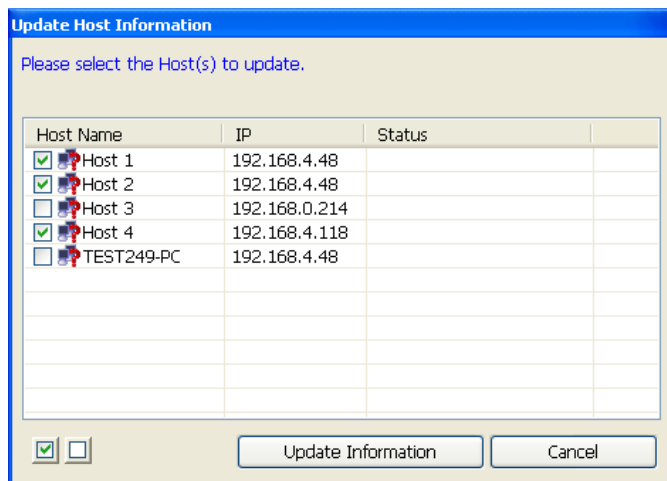 Update Host Information
Please select the Host(s) to update.
Host Name IP Status
Host 1 192.168.4.48
Host 2 192.168.4.48
Host 3 192.168.0.214
Host 4 192.168.4.118
TEST249-PC 192.168.4.48
Update Information Cancel